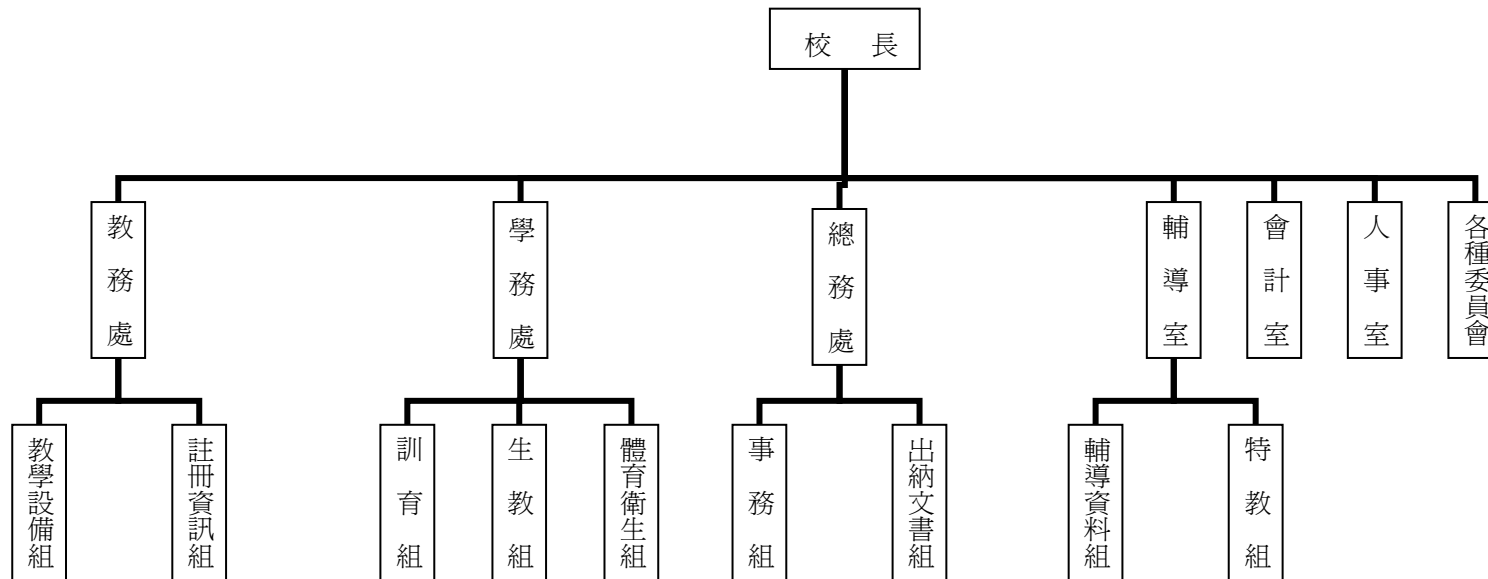 校 長
教務處
學務處
總務處
輔導室
會計室
人事室
各種委員會
教學設備組
註冊資訊組
訓育組
生教組
體育衛生組
事務組
出納文書組
輔導資料組
特教組